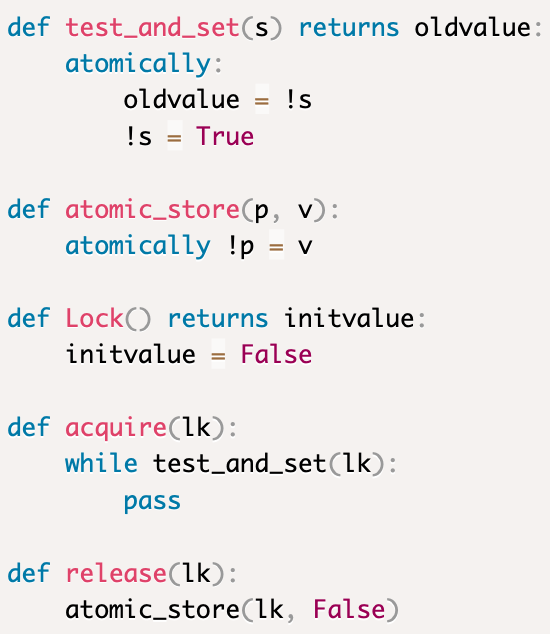 def test_and_set(s) returns oldvalue:
    atomically:
        oldvalue = !s
        !s = True

def atomic_store(p, v):
    atomically !p = v

def Lock() returns initvalue:
    initvalue = False

def acquire(lk):
    while test_and_set(lk):
        pass

def release(lk):
    atomic_store(lk, False)